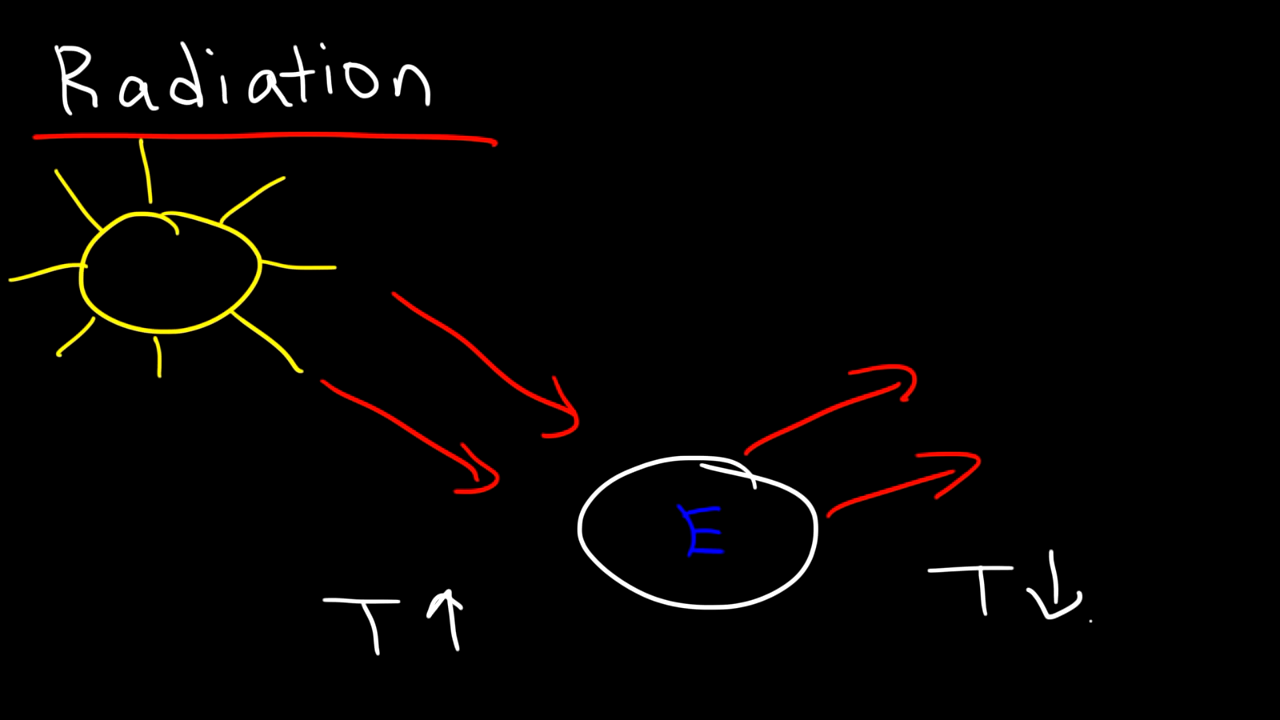 Radiation
E
T ↑
T ↓